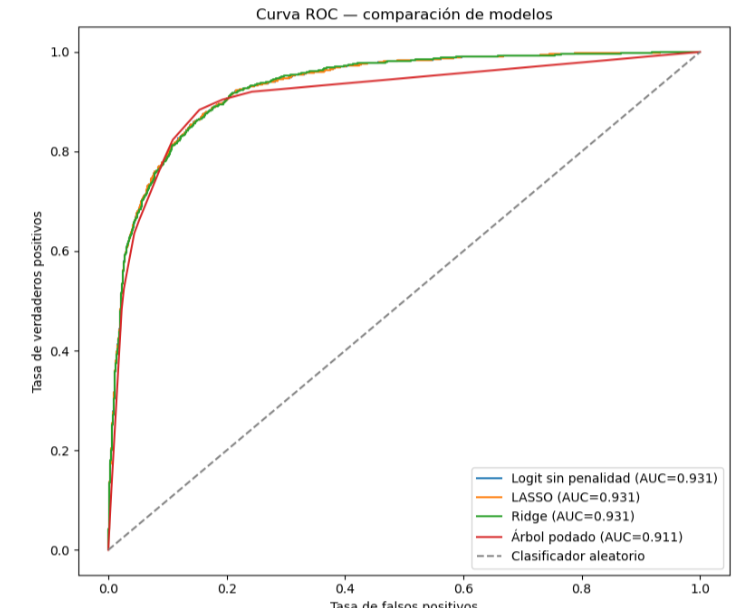 Curva ROC — comparación de modelos
1.0
0.8
0.6
0.4
0.2
0.0
Tasa de verdaderos positivos
Logit sin penalidad (AUC=0.931)
LASSO (AUC=0.931)
Ridge (AUC=0.931)
Árbol podado (AUC=0.911)
Clasificador aleatorio
0.0 0.2 0.4 0.6 0.8 1.0
Tasa de falsos positivos